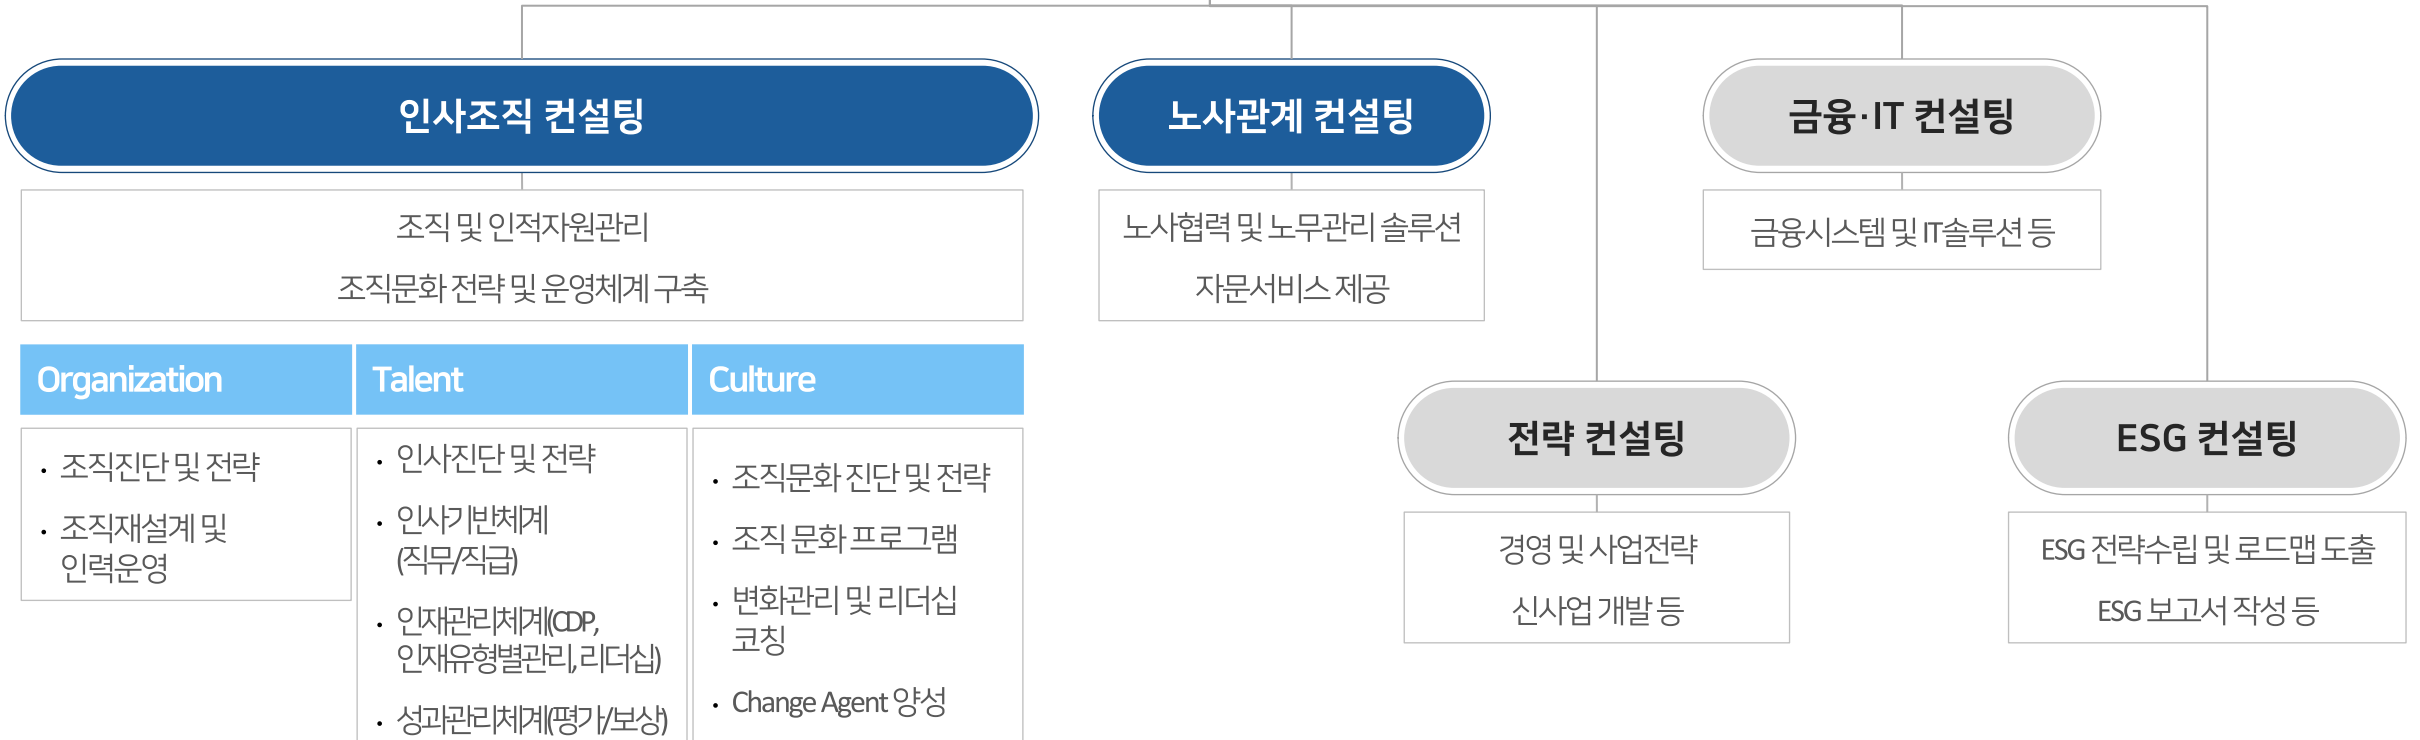 인사조직 컨설팅
조직 및 인적자원관리
조직문화 전략 및 운영체계 구축
Organization
· 조직진단 및 전략
· 조직재설계 및
인력운영
Talent
· 인사진단 및 전략
· 인사기반체계
(직무/직급)
· 인재관리체계(CDP,
인재유형별관리, 리더십)
· 성과관리체계(평가/보상)
Culture
· 조직문화 진단 및 전략
· 조직 문화 프로그램
· 변화관리 및 리더십
코칭
· Change Agent 양성
노사관계 컨설팅
노사협력 및 노무관리 솔루션
자문서비스 제공
전략 컨설팅
경영 및 사업전략
신사업 개발 등
금융·IT 컨설팅
금융시스템 및 IT솔루션 등
ESG 컨설팅
ESG 전략수립 및 로드맵 도출
ESG 보고서 작성 등